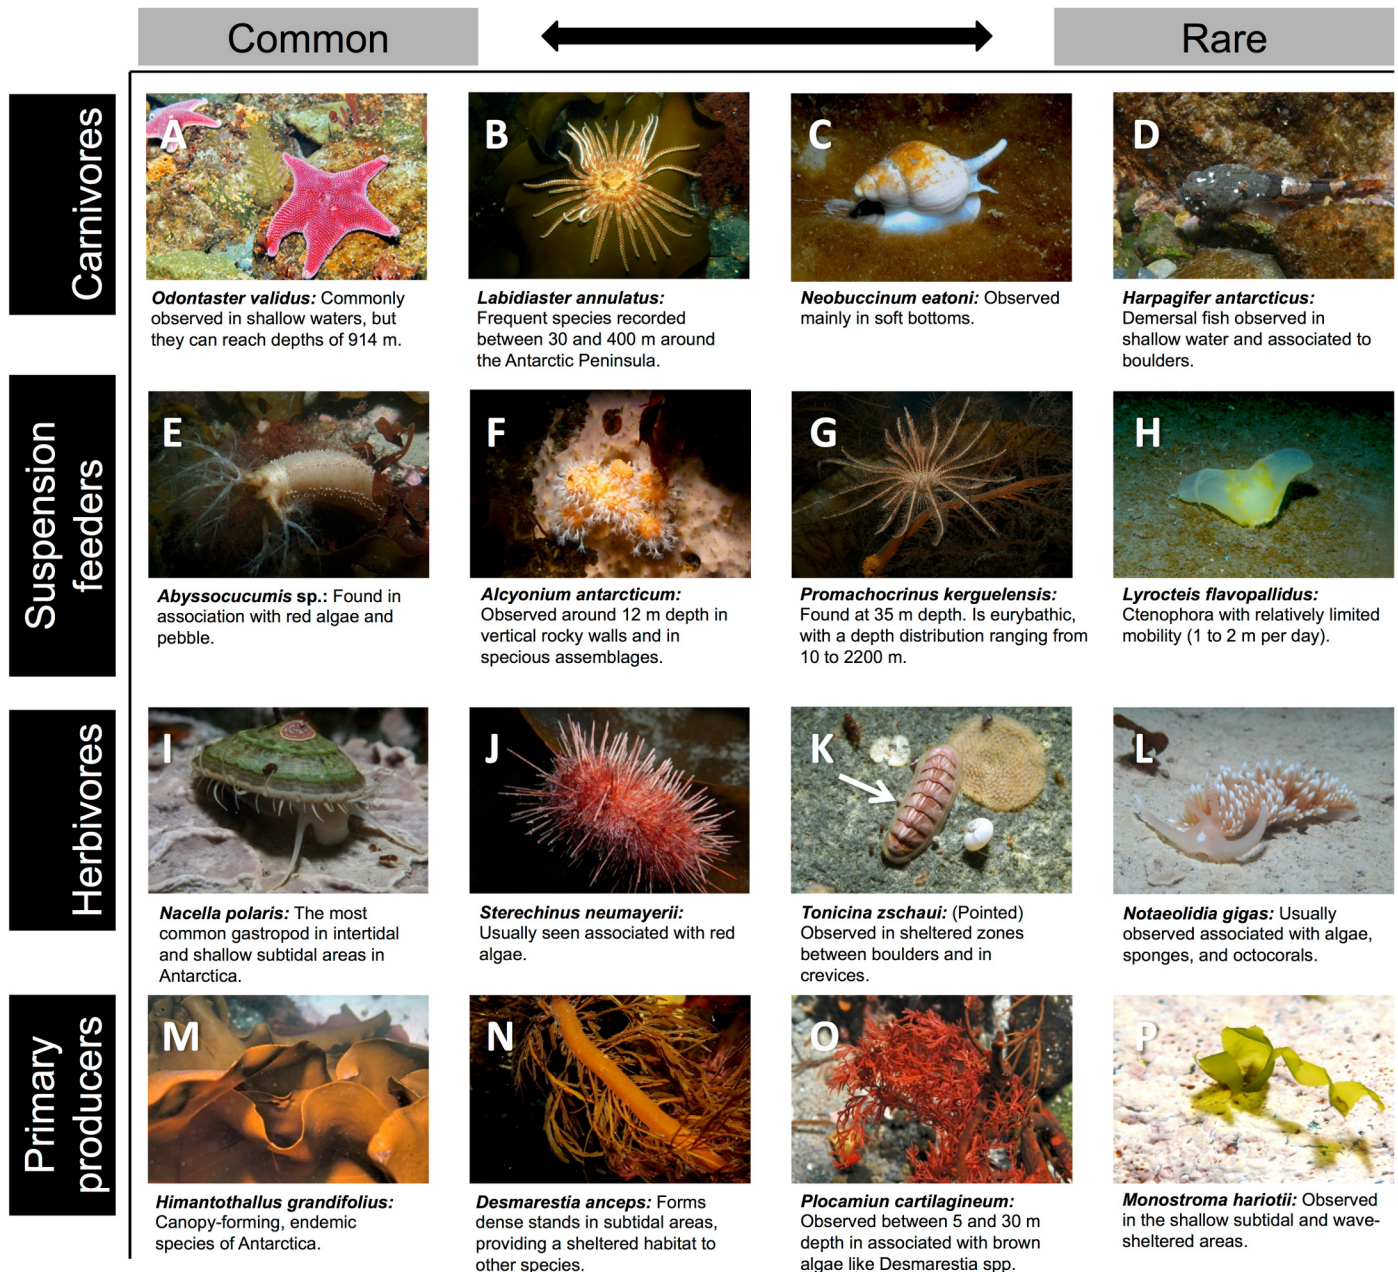 Common
Rare
Carnivores
A
B
C
D
Odontaster validus: Commonly
observed in shallow waters, but
they can reach depths of 914 m.
Labidiaster annulatus:
Frequent species recorded
between 30 and 400 m around
the Antarctic Peninsula.
Neobuccinum eatoni: Observed
mainly in soft bottoms.
Harpagifer antarcticus:
Demersal fish observed in
shallow water and associated to
boulders.
Suspension
feeders
E
F
G
H
Abyssocucumis sp.: Found in
association with red algae and
pebble.
Alcyonium antarcticum:
Observed around 12 m depth in
vertical rocky walls and in
specious assemblages.
Promachocrinus kerguelensis:
Found at 35 m depth. Is eurybathic,
with a depth distribution ranging from
10 to 2200 m.
Lyrocteis flavopallidus:
Ctenophora with relatively limited
mobility (1 to 2 m per day).
Herbivores
I
J
K
L
Nacella polaris: The most
common gastropod in intertidal
and shallow subtidal areas in
Antarctica.
Sterechinus neumayerii:
Usually seen associated with red
algae.
Tonicina zschaui: (Pointed)
Observed in sheltered zones
between boulders and in
crevices.
Notaeolidia gigas: Usually
observed associated with algae,
sponges, and octocorals.
Primary
producers
M
N
O
P
Himantothallus grandifolius:
Canopy-forming, endemic
species of Antarctica.
Desmarestia anceps: Forms
dense stands in subtidal areas,
providing a sheltered habitat to
other species.
Plocamiun cartilagineum:
Observed between 5 and 30 m
depth in associated with brown
algae like Desmarestia spp.
Monostroma hariotii: Observed
in the shallow subtidal and wave-
sheltered areas.